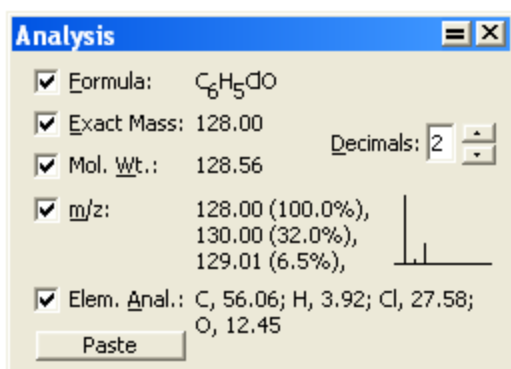 Analysis
Formula: C6H5ClO
Exact Mass: 128.00
Decimals: 2
Mol. Wt.: 128.56
m/z: 128.00 (100.0%),
130.00 (32.0%),
129.01 (6.5%),
Elem. Anal.: C, 56.06; H, 3.92; Cl, 27.58;
O, 12.45
Paste